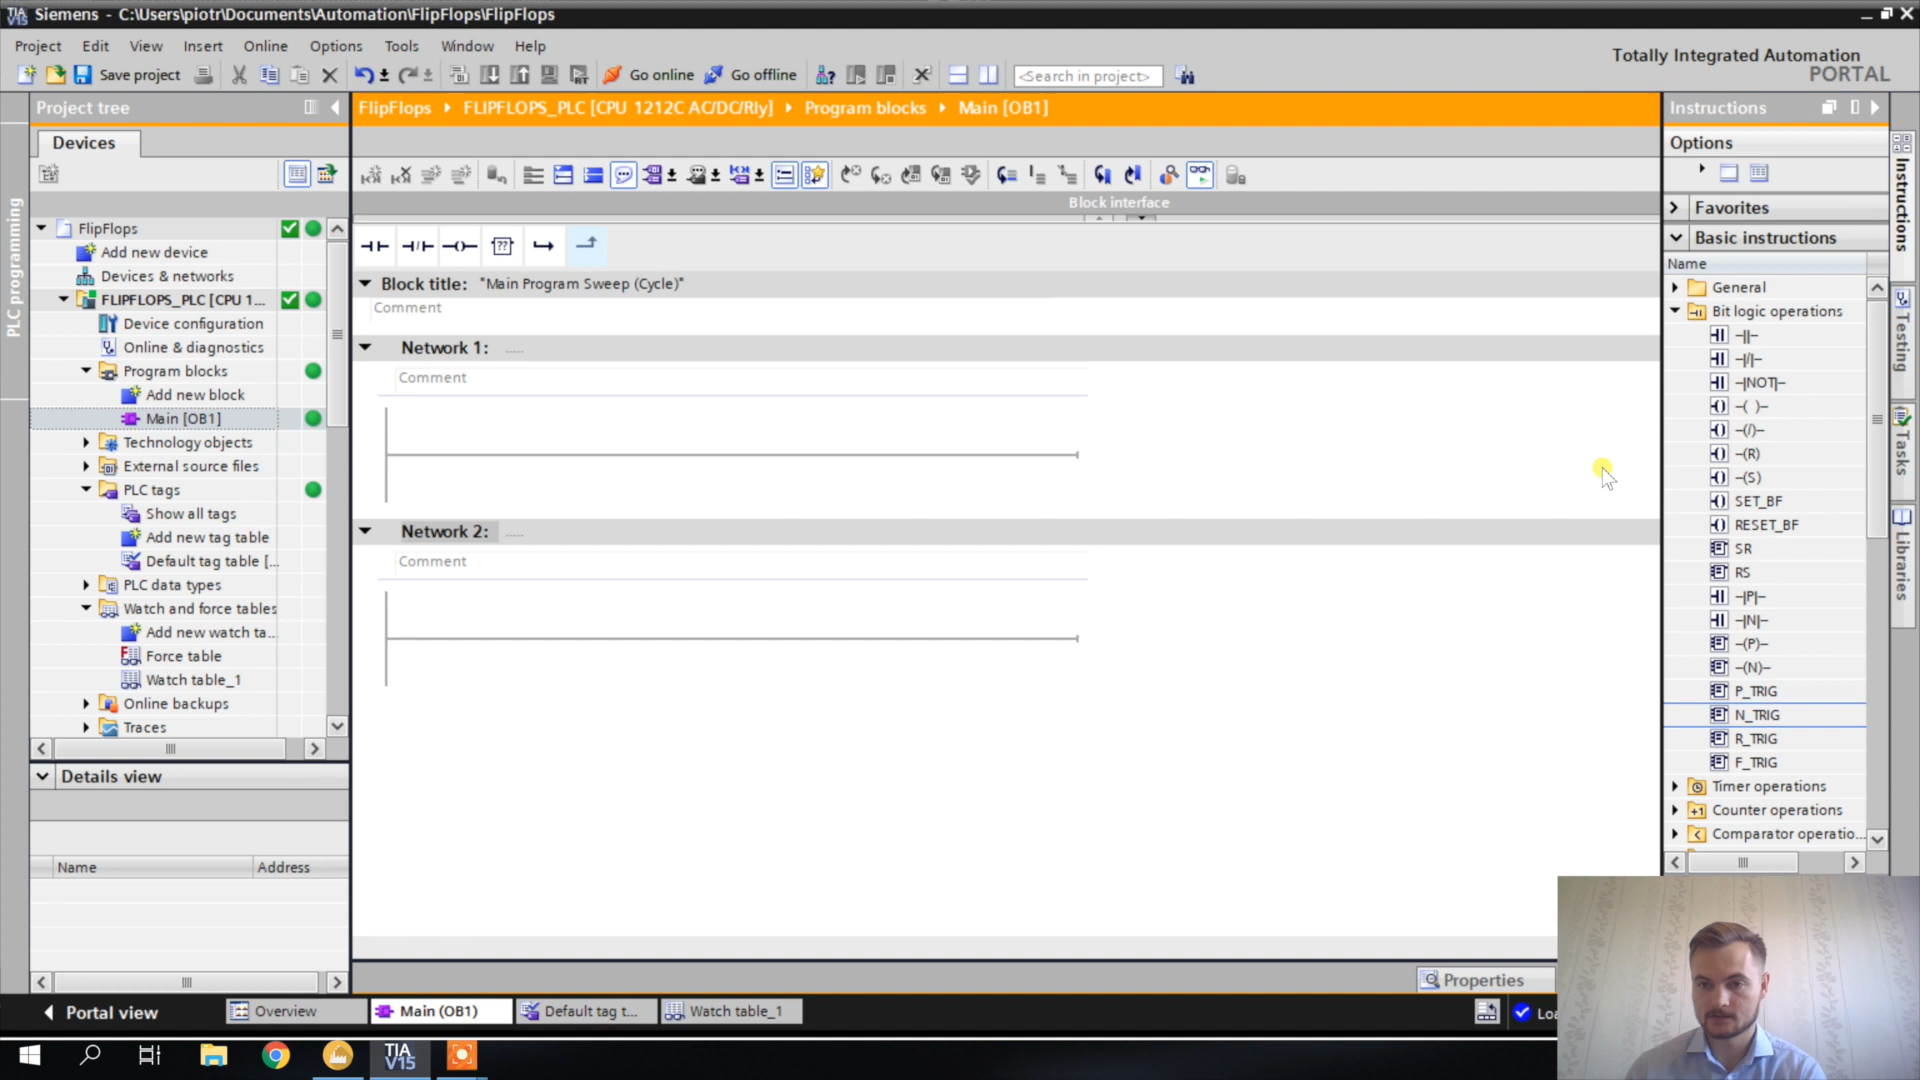 TIA V15 Siemens - C:\Users\piotr\Documents\Automation\FlipFlops\FlipFlops
Project Edit View Insert Online Options Tools Window Help
Totally Integrated Automation
PORTAL
Save project Go online Go offline <Search in project>
Project tree
FlipFlops FLIPFLOPS_PLC [CPU 1212C AC/DC/Rly] Program blocks Main [OB1]
Instructions
Devices
Options
PLC programming
Block interface
Favorites
Basic instructions
Name
FlipFlops
Add new device
Devices & networks
FLIPFLOPS_PLC [CPU 1...
Device configuration
Online & diagnostics
Program blocks
Add new block
Main [OB1]
Technology objects
External source files
PLC tags
Show all tags
Add new tag table
Default tag table [...
PLC data types
Watch and force tables
Add new watch ta...
Force table
Watch table_1
Online backups
Traces
Details view
Name Address
??
Block title: "Main Program Sweep (Cycle)"
Comment
Network 1: .....
Comment
Network 2: .....
Comment
General
Bit logic operations
-||-
-|/|-
-|NOT|-
-( )-
-(/)-
-(R)
-(S)
SET_BF
RESET_BF
SR
RS
-|P|-
-|N|-
-(P)-
-(N)-
P_TRIG
N_TRIG
R_TRIG
F_TRIG
Timer operations
Counter operations
Comparator operatio...
Instructions
Testing
Tasks
Libraries
Properties
Portal view Overview Main (OB1) Default tag t... Watch table_1 Loa
TIA V15